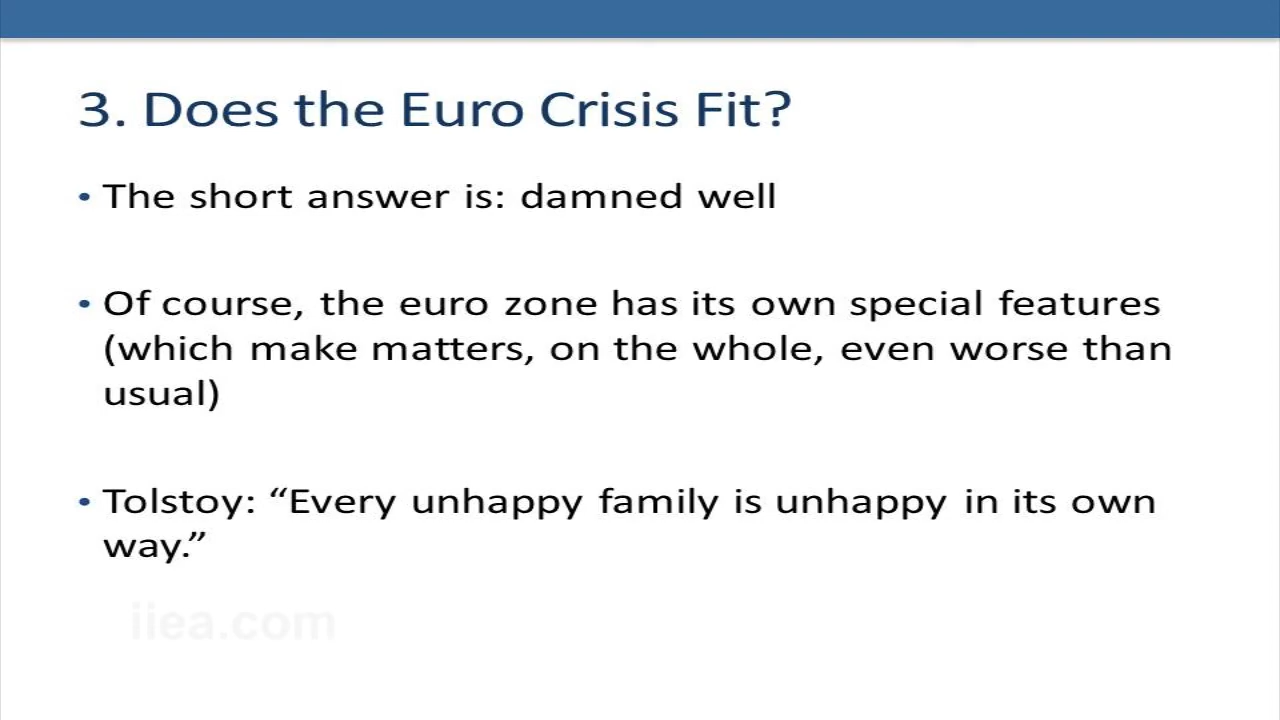 3. Does the Euro Crisis Fit?
• The short answer is: damned well
• Of course, the euro zone has its own special features
(which make matters, on the whole, even worse than
usual)
• Tolstoy: “Every unhappy family is unhappy in its own
way.”
iiea.com